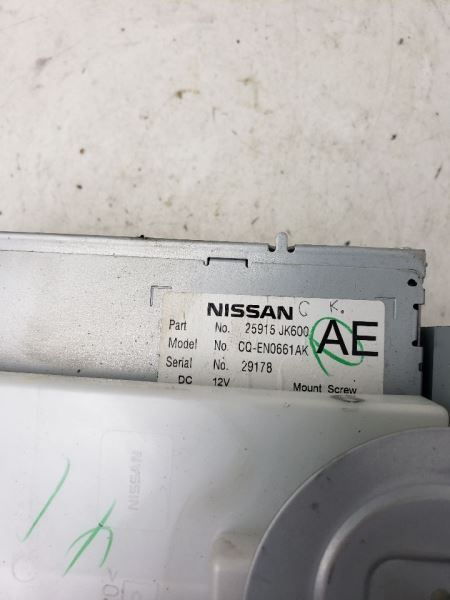 NISSAN C K.
Part No. 25915 JK600
AE
Model No. CQ-EN0661AK
Serial No. 29178
DC 12V Mount Screw
NISSAN